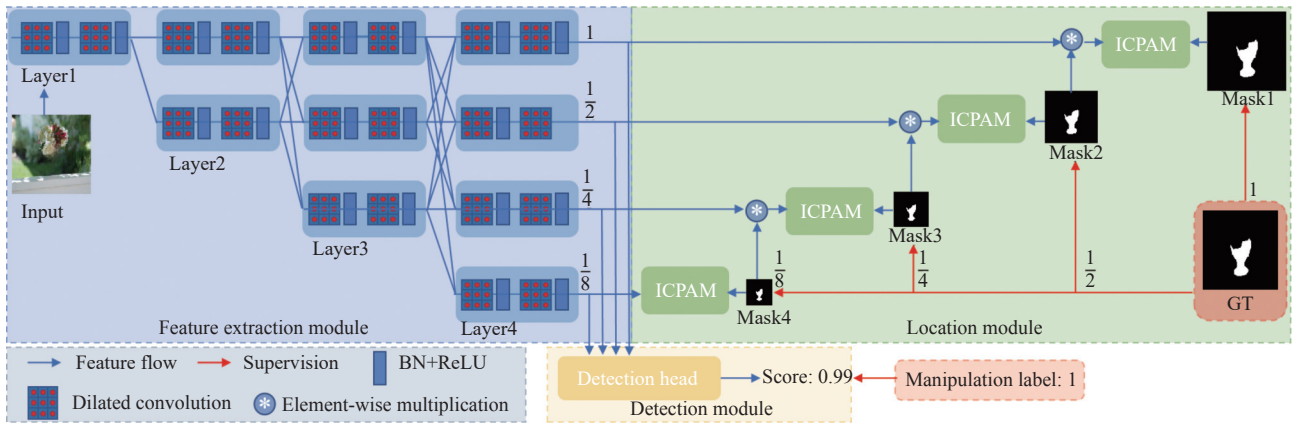 Layer1
Input
Layer2
Layer3
Layer4
1
1/2
1/4
1/8
Feature extraction module
ICPAM
Mask1
ICPAM
Mask2
ICPAM
Mask3
ICPAM
Mask4
1/8
1/4
1/2
1
GT
Location module
Feature flow
Supervision
BN+ReLU
Dilated convolution
Element-wise multiplication
Detection head
Score: 0.99
Detection module
Manipulation label: 1